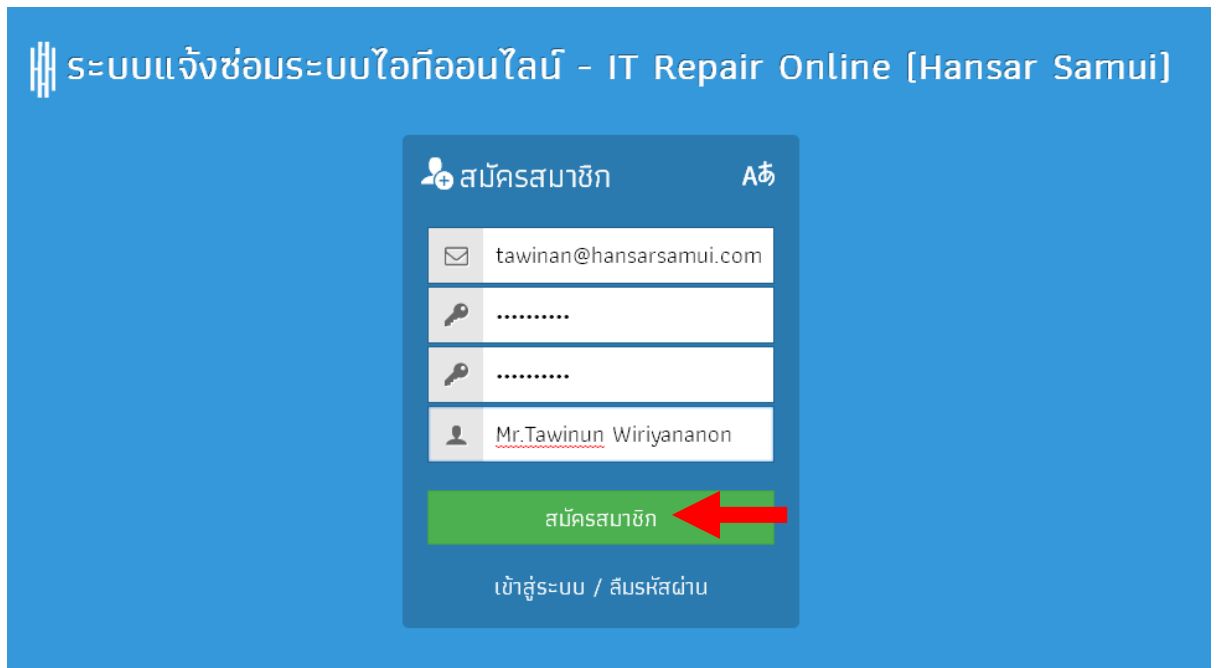 ระบบแจ้งซ่อมระบบไอทีออนไลน์ - IT Repair Online (Hansar Samui)
สมัครสมาชิก Aあ
tawinan@hansarsamui.com
••••••••••
••••••••••
Mr.Tawinun Wiriyananon
สมัครสมาชิก
เข้าสู่ระบบ / ลืมรหัสผ่าน